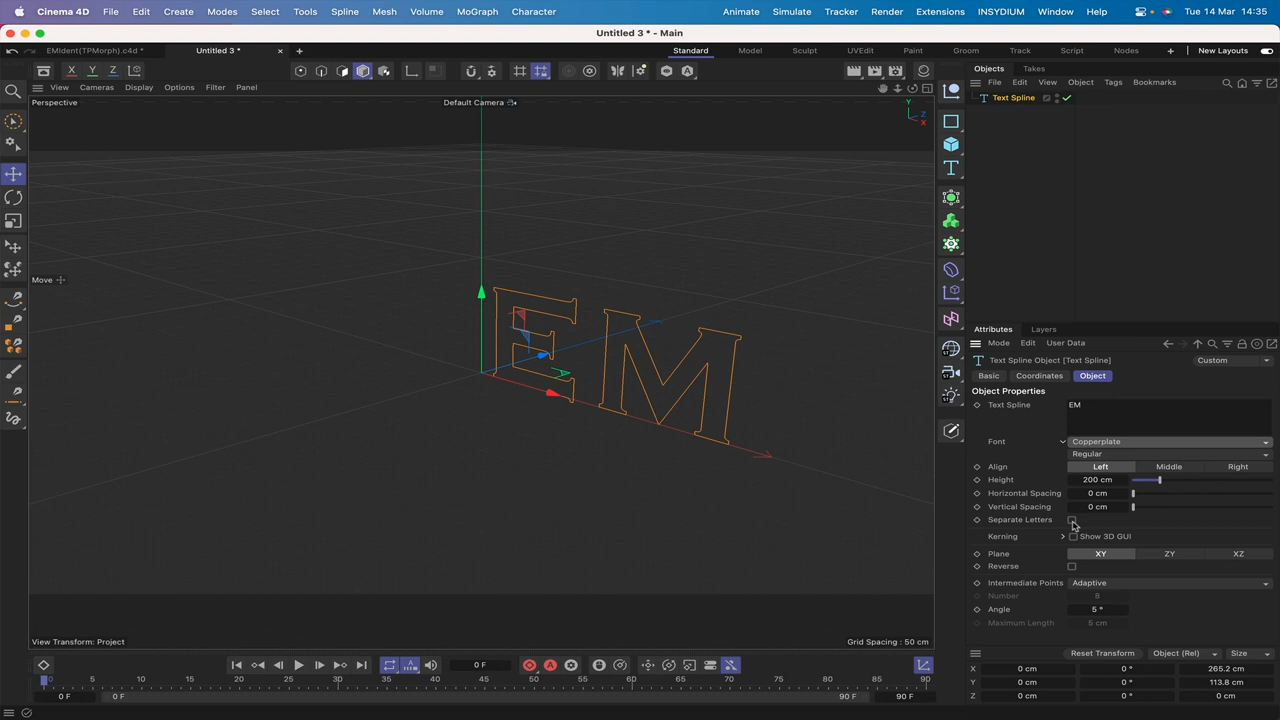 Cinema 4D File Edit Create Modes Select Tools Spline Mesh Volume MoGraph Character Animate Simulate Tracker Render Extensions INSYDIUM Window Help Tue 14 Mar 14:35
Untitled 3 * - Main
EMIdent(TPMorph).c4d * Untitled 3 * Standard Model Sculpt UVEdit Paint Groom Track Script Nodes New Layouts
X Y Z
Objects Takes
View Cameras Display Options Filter Panel
File Edit View Object Tags Bookmarks
Perspective Default Camera
Text Spline
Y
Z
X
Move
EM
Attributes Layers
Mode Edit User Data
Text Spline Object [Text Spline] Custom
Basic Coordinates Object
Object Properties
Text Spline EM
Font Copperplate
Regular
Align Left Middle Right
Height 200 cm
Horizontal Spacing 0 cm
Vertical Spacing 0 cm
Separate Letters
Kerning Show 3D GUI
Plane XY ZY XZ
Reverse
Intermediate Points Adaptive
Number 8
Angle 5 °
Maximum Length 5 cm
View Transform: Project Grid Spacing : 50 cm
Reset Transform Object (Rel) Size
0 F
X 0 cm 0 ° 265.2 cm
Y 0 cm 0 ° 113.8 cm
Z 0 cm 0 ° 0 cm
0 5 10 15 20 25 30 35 40 45 50 55 60 65 70 75 80 85 90
0 F 0 F 90 F 90 F